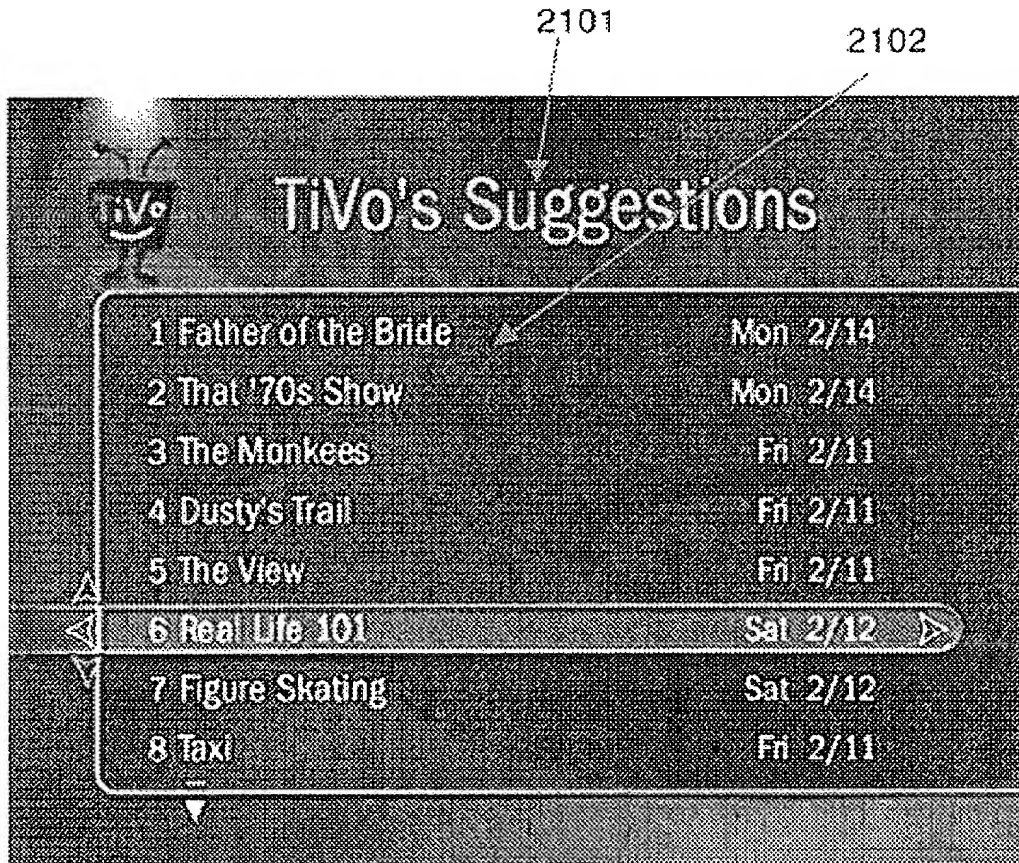 2101
2102
TiVo
TiVo's Suggestions
1 Father of the Bride Mon 2/14
2 That '70s Show Mon 2/14
3 The Monkees Fri 2/11
4 Dusty's Trail Fri 2/11
5 The View Fri 2/11
6 Real Life 101 Sat 2/12
7 Figure Skating Sat 2/12
8 Taxi Fri 2/11